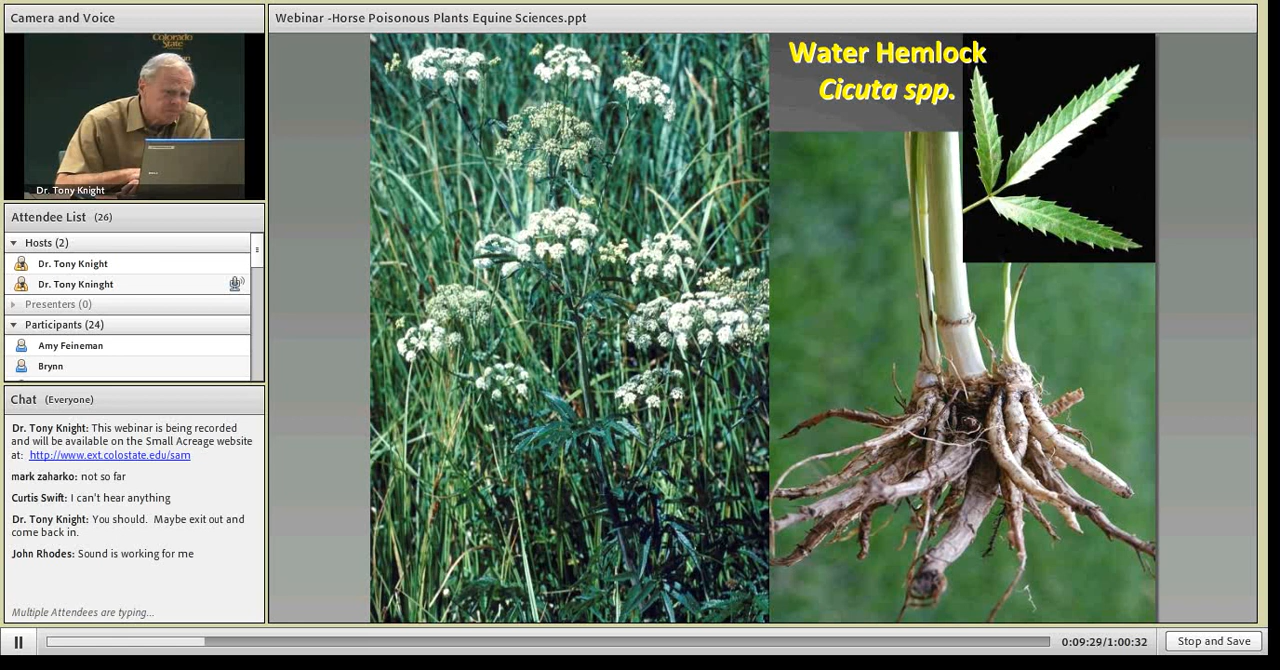 Camera and Voice
Colorado
State
Dr. Tony Knight
Attendee List (26)
Hosts (2)
Dr. Tony Knight
Dr. Tony Kninght
Presenters (0)
Participants (24)
Amy Feineman
Brynn
Chat (Everyone)
Dr. Tony Knight: This webinar is being recorded
and will be available on the Small Acreage website
at: http://www.ext.colostate.edu/sam
mark zaharko: not so far
Curtis Swift: I can't hear anything
Dr. Tony Knight: You should. Maybe exit out and
come back in.
John Rhodes: Sound is working for me
Multiple Attendees are typing...
Webinar -Horse Poisonous Plants Equine Sciences.ppt
Water Hemlock
Cicuta spp.
0:09:29/1:00:32
Stop and Save